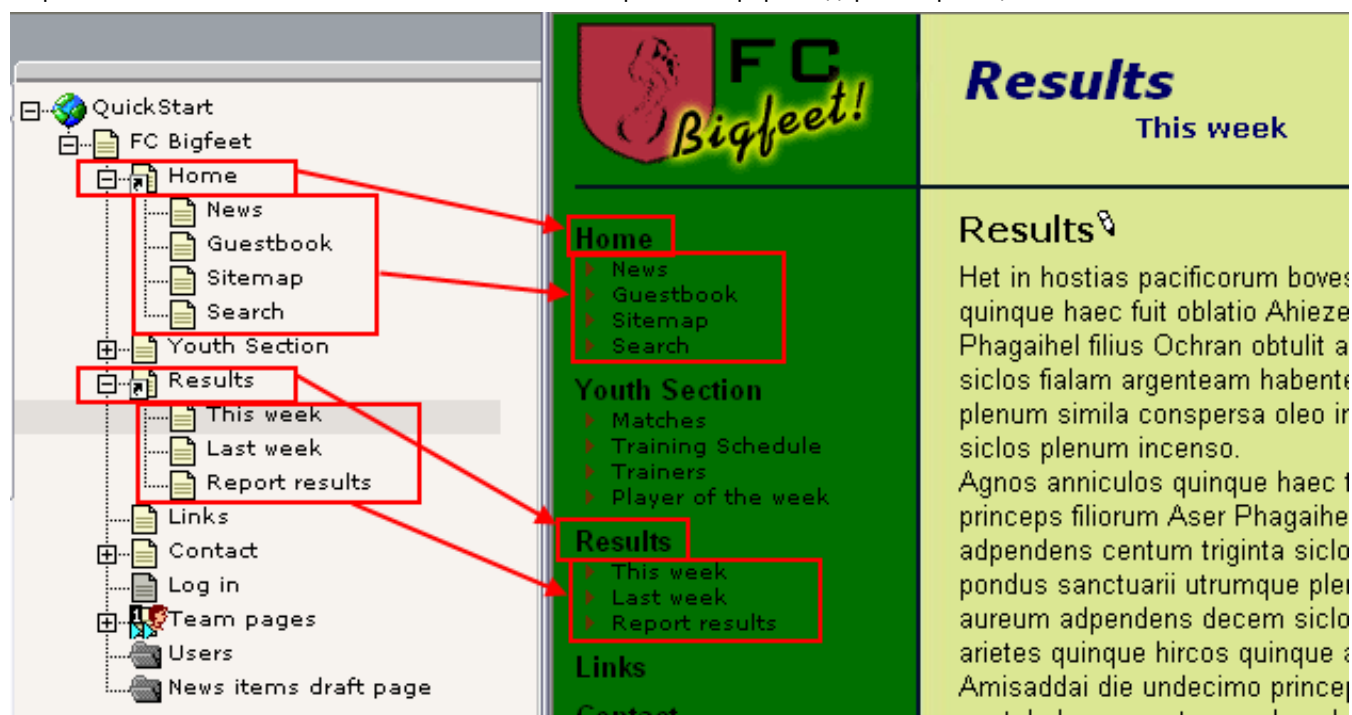 QuickStart
FC Bigfeet
Home
News
Guestbook
Sitemap
Search
Youth Section
Results
This week
Last week
Report results
Links
Contact
Log in
Team pages
Users
News items draft page
FC
Bigfeet!
Home
News
Guestbook
Sitemap
Search
Youth Section
Matches
Training Schedule
Trainers
Player of the week
Results
This week
Last week
Report results
Links
Contact
Results
This week
Results
Het in hostias pacificorum boves
quinque haec fuit oblatio Ahieze
Phagaihel filius Ochran obtulit a
siclos fialam argenteam habente
plenum simila conspersa oleo in
siclos plenum incenso.
Agnos anniculos quinque haec f
princeps filiorum Aser Phagaihe
adpendens centum triginta siclo
pondus sanctuarii utrumque plen
aureum adpendens decem siclo
arietes quinque hircos quinque a
Amisaddai die undecimo princep